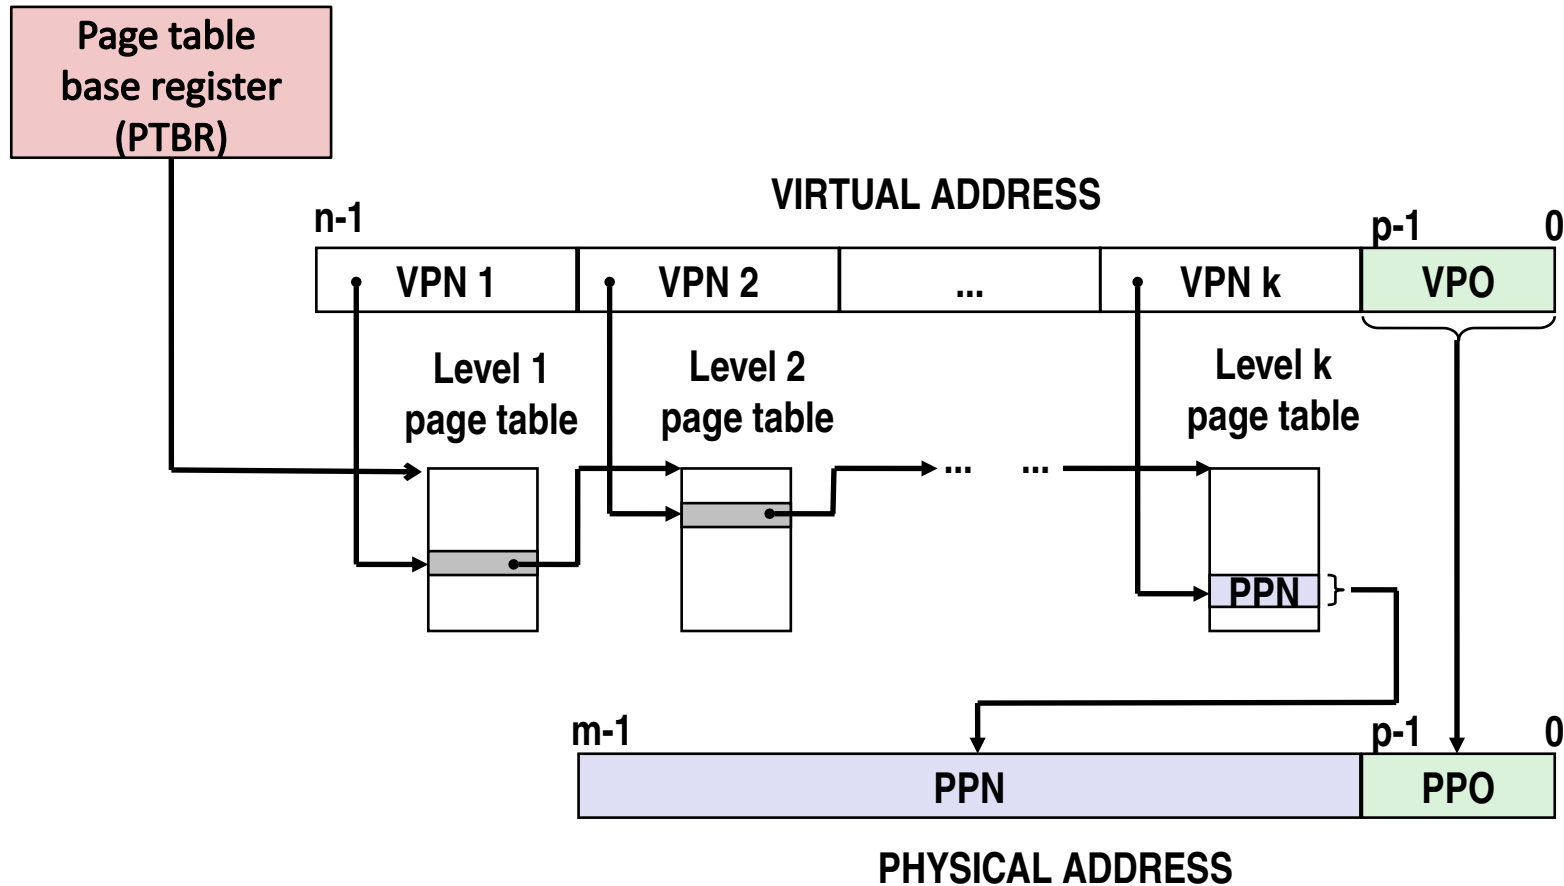 Page table
base register
(PTBR)
VIRTUAL ADDRESS
n-1
p-1
0
VPN 1
VPN 2
...
VPN k
VPO
Level 1
page table
Level 2
page table
Level k
page table
...
...
PPN
m-1
p-1
0
PPN
PPO
PHYSICAL ADDRESS